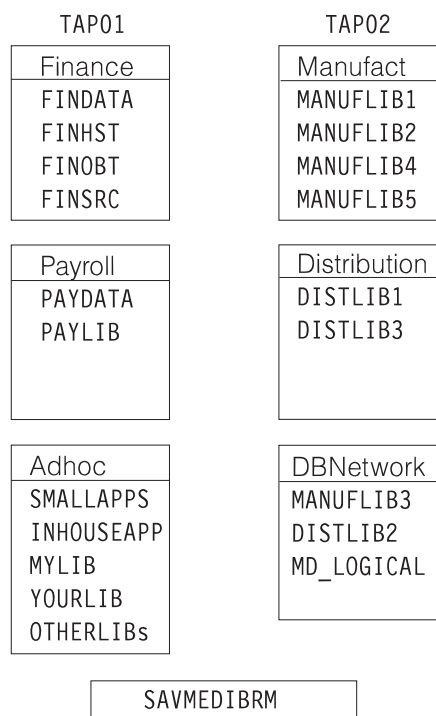 TAP01
Finance
FINDATA
FINHST
FINOBT
FINSRC
Payroll
PAYDATA
PAYLIB
Adhoc
SMALLAPPS
INHOUSEAPP
MYLIB
YOURLIB
OTHERLIBs
TAP02
Manufact
MANUFLIB1
MANUFLIB2
MANUFLIB4
MANUFLIB5
Distribution
DISTLIB1
DISTLIB3
DBNetwork
MANUFLIB3
DISTLIB2
MD_LOGICAL
SAVMEDIBRM